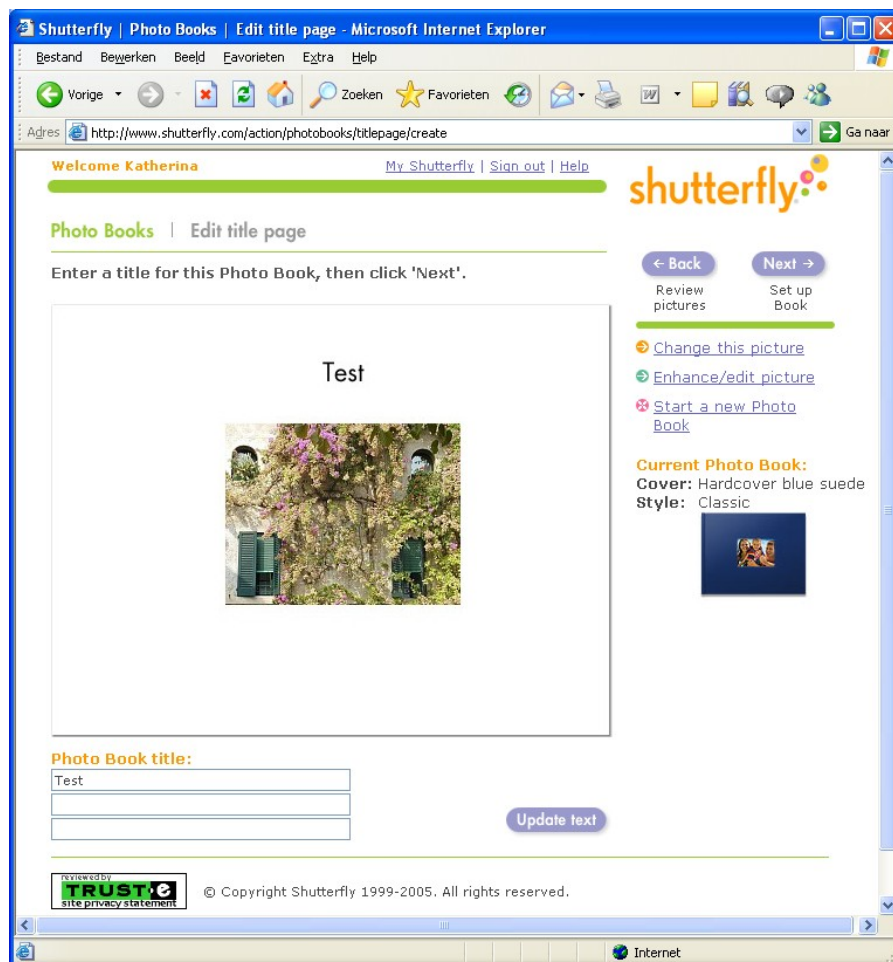 Shutterfly | Photo Books | Edit title page - Microsoft Internet Explorer
Bestand Bewerken Beeld Favorieten Extra Help
Vorige Zoeken Favorieten
Adres http://www.shutterfly.com/action/photobooks/titlepage/create Ga naar
Welcome Katherina My Shutterfly | Sign out | Help
shutterfly
Photo Books | Edit title page
Enter a title for this Photo Book, then click 'Next'.
← Back Next →
Review pictures Set up Book
Change this picture
Enhance/edit picture
Start a new Photo
Book
Current Photo Book:
Cover: Hardcover blue suede
Style: Classic
Test
Photo Book title:
Test
Update text
reviewed by
TRUST·e
site privacy statement
© Copyright Shutterfly 1999-2005. All rights reserved.
Internet